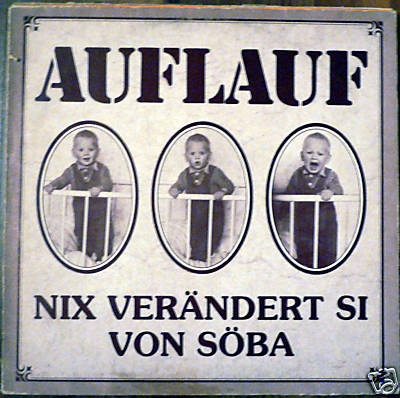 AUFLAUF
NIX VERÄNDERT SI
VON SÖBA